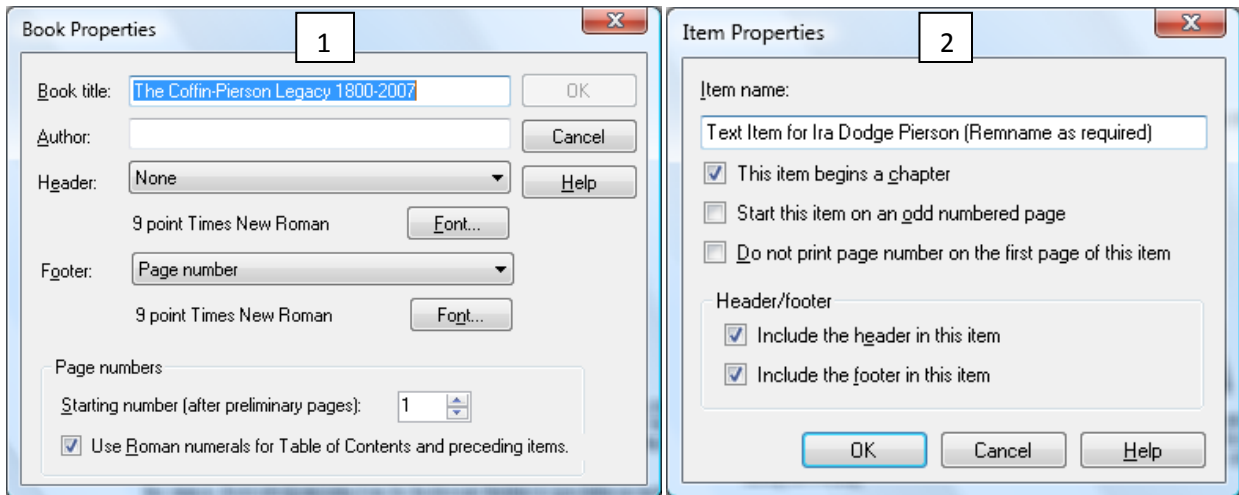 Book Properties
1
Book title: The Coffin-Pierson Legacy 1800-2007 OK
Author: Cancel
Header: None Help
9 point Times New Roman Font...
Footer: Page number
9 point Times New Roman Font...
Page numbers
Starting number (after preliminary pages): 1
Use Roman numerals for Table of Contents and preceding items.
Item Properties
2
Item name:
Text Item for Ira Dodge Pierson (Remname as required)
This item begins a chapter
Start this item on an odd numbered page
Do not print page number on the first page of this item
Header/footer
Include the header in this item
Include the footer in this item
OK Cancel Help